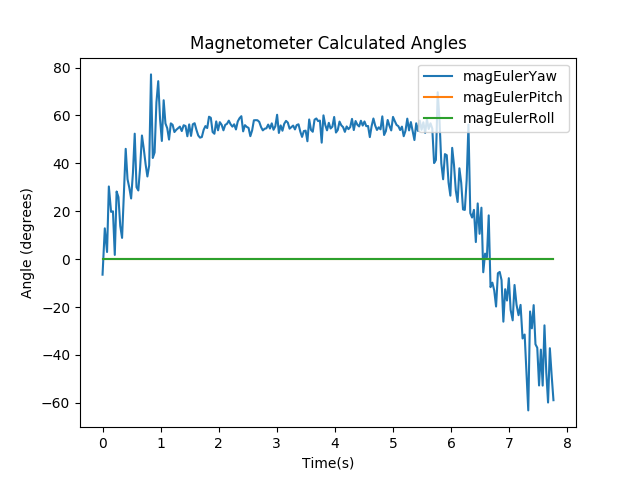 Magnetometer Calculated Angles
magEulerYaw
magEulerPitch
magEulerRoll
Angle (degrees)
80
60
40
20
0
−20
−40
−60
0 1 2 3 4 5 6 7 8
Time(s)